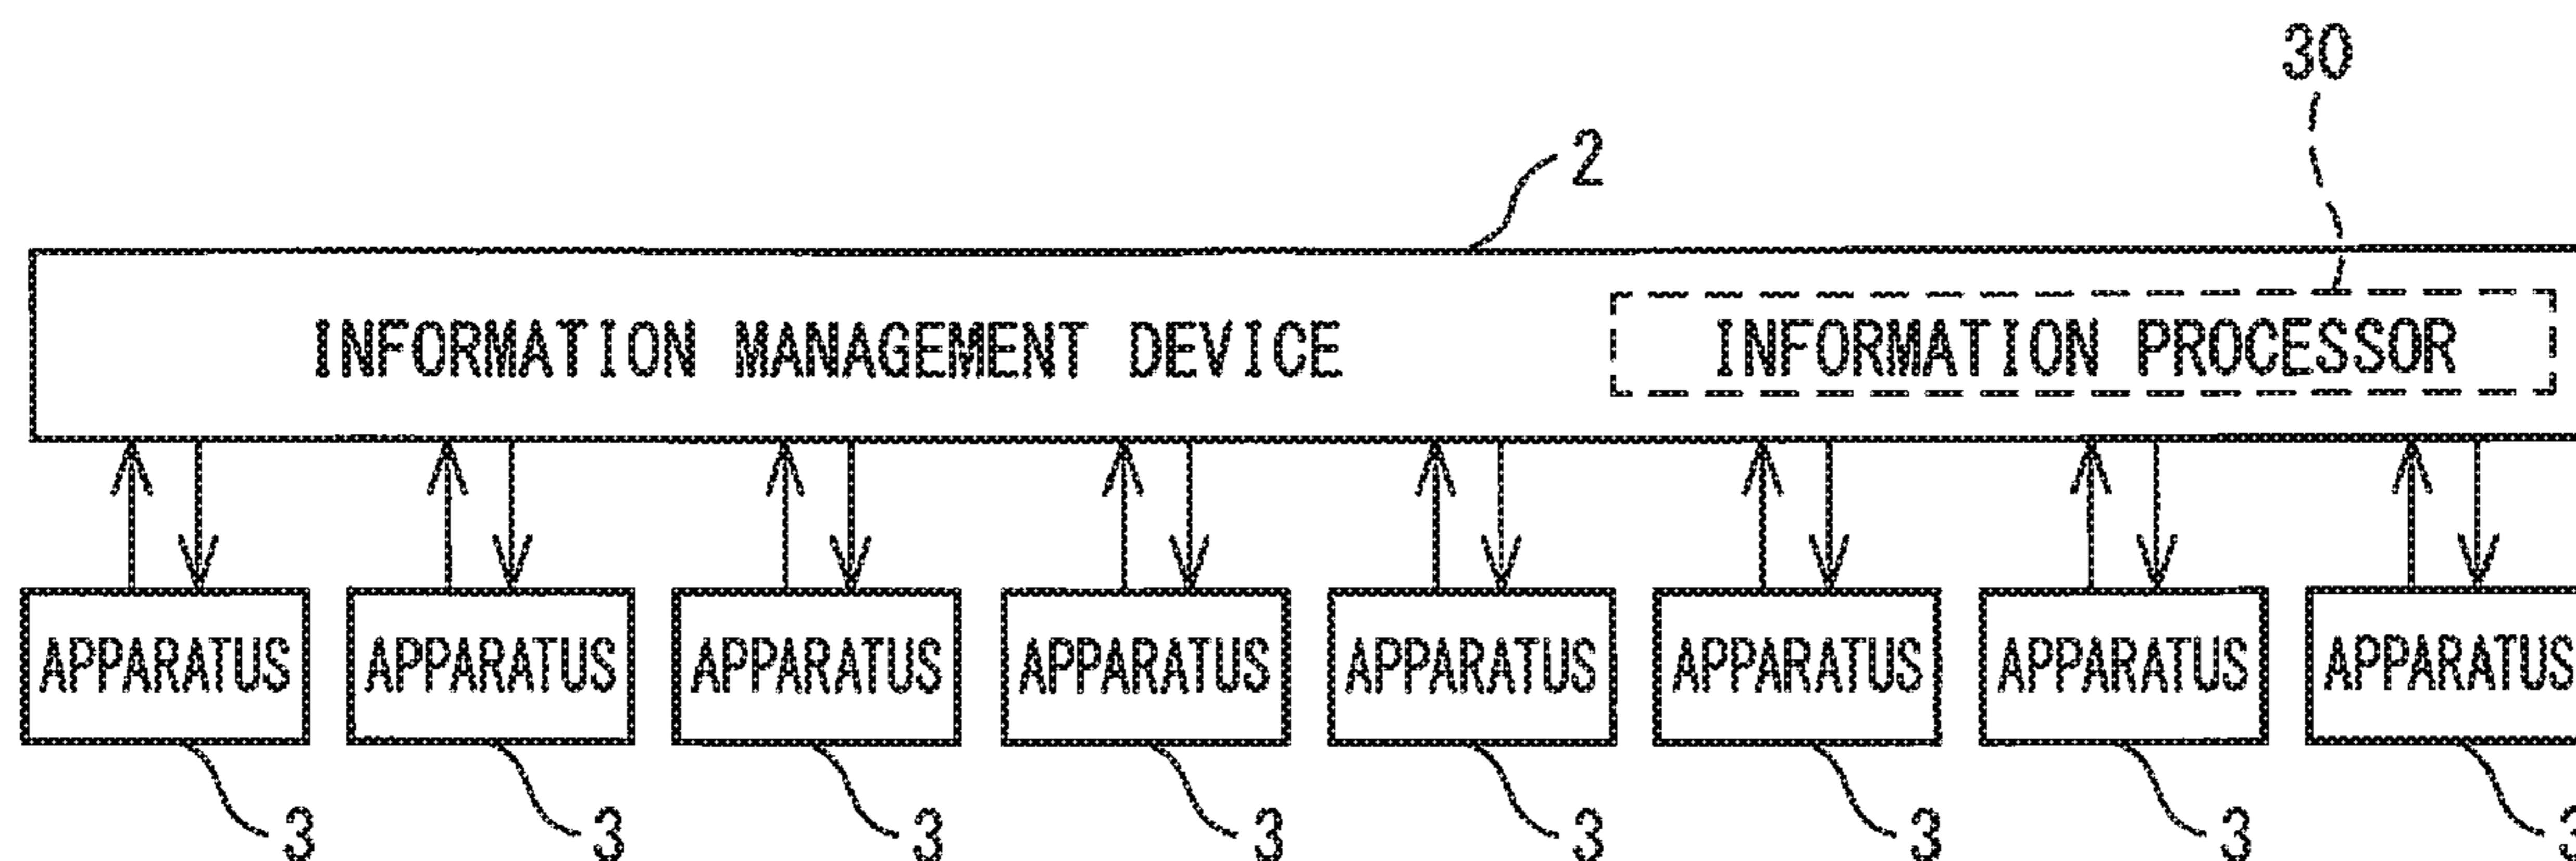 30
2
INFORMATION MANAGEMENT DEVICE INFORMATION PROCESSOR
APPARATUS APPARATUS APPARATUS APPARATUS APPARATUS APPARATUS APPARATUS APPARATUS
3 3 3 3 3 3 3 3